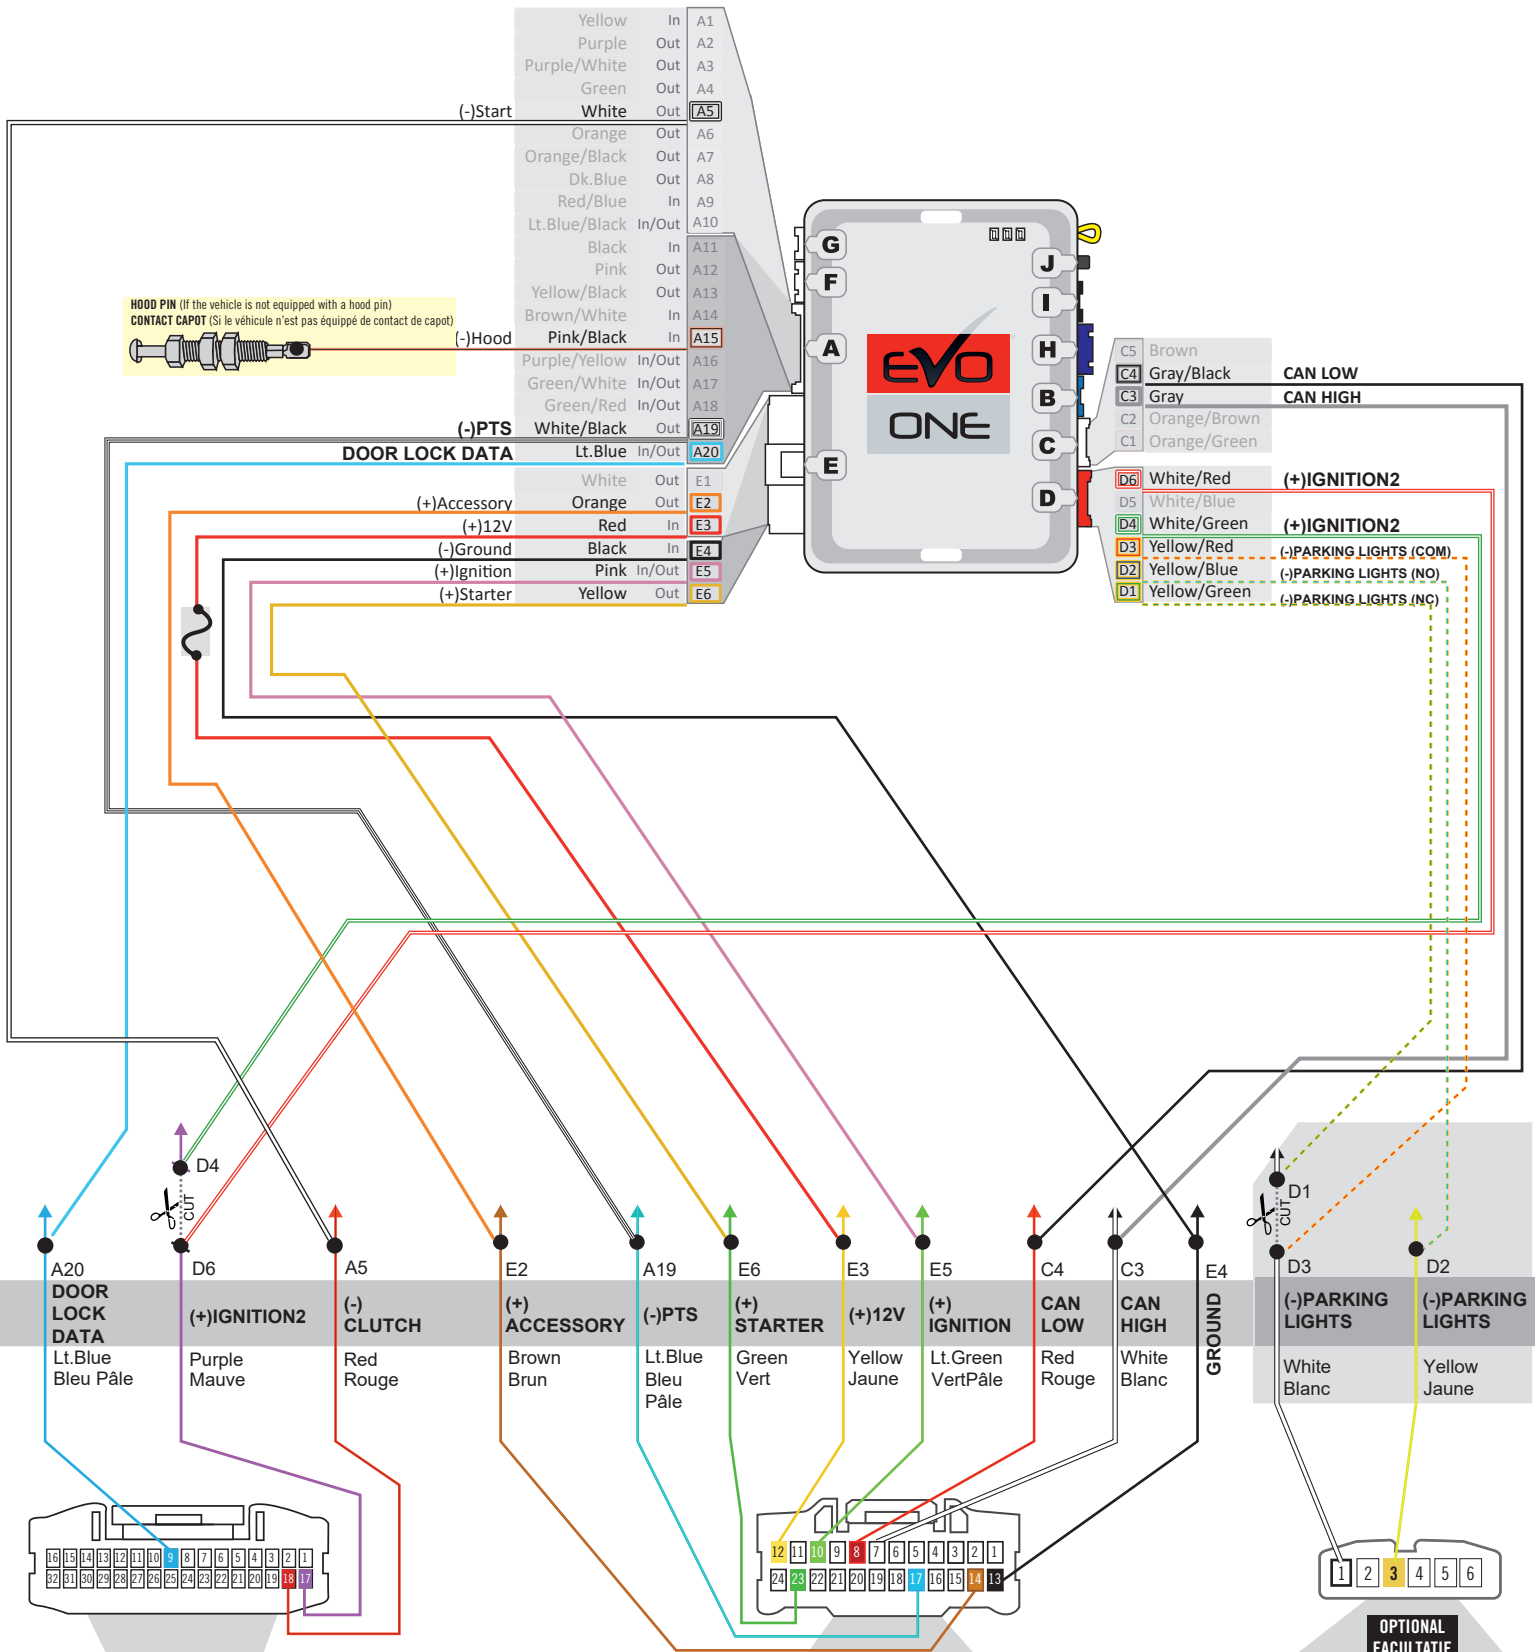 Yellow In A1
Purple Out A2
Purple/White Out A3
Green Out A4
(-)Start White Out A5
Orange Out A6
Orange/Black Out A7
Dk.Blue Out A8
Red/Blue In A9
Lt.Blue/Black In/Out A10
Black In A11
Pink Out A12
Yellow/Black Out A13
Brown/White In A14
HOOD PIN (If the vehicle is not equipped with a hood pin)
CONTACT CAPOT (Si le véhicule n'est pas équippé de contact de capot)
(-)Hood Pink/Black In A15
Purple/Yellow In/Out A16
Green/White In/Out A17
Green/Red In/Out A18
(-)PTS White/Black Out A19
DOOR LOCK DATA Lt.Blue In/Out A20
White Out E1
(+)Accessory Orange Out E2
(+)12V Red In E3
(-)Ground Black In E4
(+)Ignition Pink In/Out E5
(+)Starter Yellow Out E6
G
F
A
E
J
I
H
B
C
D
EVO
ONE
C5 Brown
C4 Gray/Black CAN LOW
C3 Gray CAN HIGH
C2 Orange/Brown
C1 Orange/Green
D6 White/Red (+)IGNITION2
D5 White/Blue
D4 White/Green (+)IGNITION2
D3 Yellow/Red (-)PARKING LIGHTS (COM)
D2 Yellow/Blue (-)PARKING LIGHTS (NO)
D1 Yellow/Green (-)PARKING LIGHTS (NC)
D4
CUT
D1
CUT
A20
DOOR
LOCK
DATA
Lt.Blue
Bleu Pâle
D6
(+)IGNITION2
Purple
Mauve
A5
(-)
CLUTCH
Red
Rouge
E2
(+)
ACCESSORY
Brown
Brun
A19
(-)PTS
Lt.Blue
Bleu
Pâle
E6
(+)
STARTER
Green
Vert
E3
(+)12V
Yellow
Jaune
E5
(+)
IGNITION
Lt.Green
VertPâle
C4
CAN
LOW
Red
Rouge
C3
CAN
HIGH
White
Blanc
E4
GROUND
D3
(-)PARKING
LIGHTS
White
Blanc
D2
(-)PARKING
LIGHTS
Yellow
Jaune
16 15 14 13 12 11 10 9 8 7 6 5 4 3 2 1
32 31 30 29 28 27 26 25 24 23 22 21 20 19 18 17
12 11 10 9 8 7 6 5 4 3 2 1
24 23 22 21 20 19 18 17 16 15 14 13
1 2 3 4 5 6
OPTIONAL
FACULTATIF